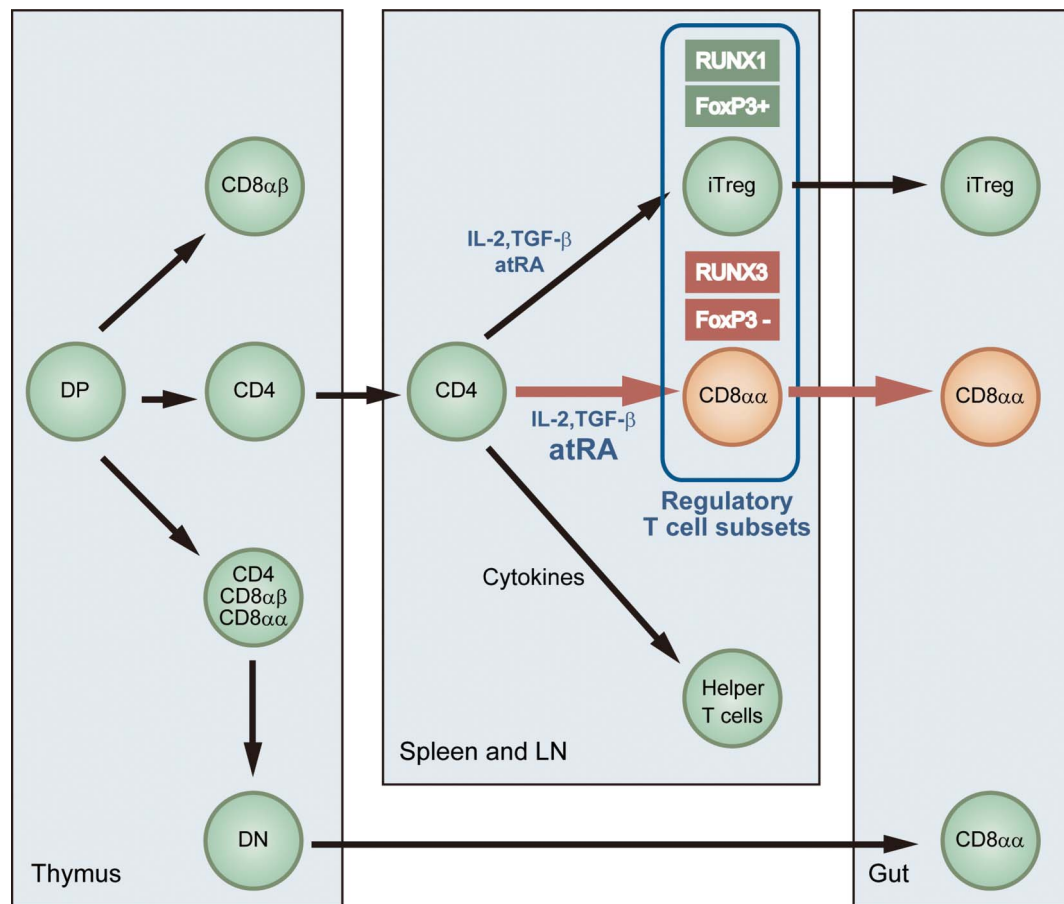 RUNX1
FoxP3+
CD8αβ
iTreg
iTreg
IL-2,TGF-β
atRA
RUNX3
FoxP3 -
DP
CD4
CD4
CD8αα
CD8αα
IL-2,TGF-β
atRA
Regulatory
T cell subsets
Cytokines
CD4
CD8αβ
CD8αα
Helper
T cells
Spleen and LN
DN
CD8αα
Thymus
Gut